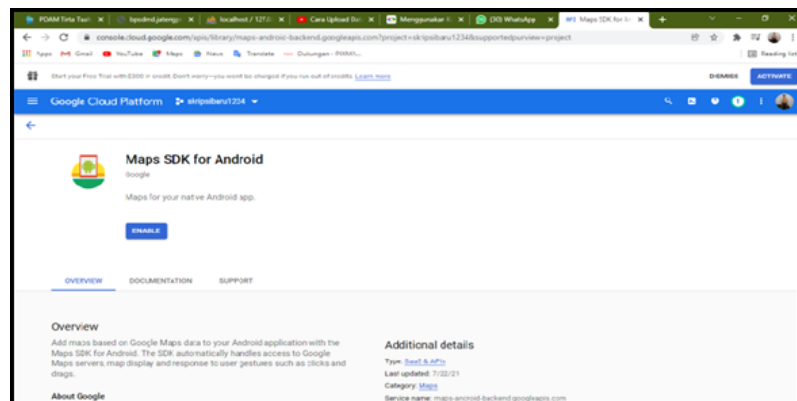 PDAM Tirta Tuah
bpsdmd.jatengp
localhost / 127.0.
Cara Upload
Menggunakan
(30) WhatsApp
Maps SDK for
console.cloud.google.com/apis/library/maps-android-backend.googleapis.com?project=skripsibaru1234&supportedpurview=project
Apps Gmail YouTube Maps News Translate Dukungan Reading list
Start your Free Trial with $300 in credit. Don't worry—you won't be charged if you run out of credits. Learn more DISMISS ACTIVATE
Google Cloud Platform skripsibaru1234
Maps SDK for Android
Google
Maps for your native Android app.
ENABLE
OVERVIEW DOCUMENTATION SUPPORT
Overview
Add maps based on Google Maps data to your Android application with the
Maps SDK for Android. The SDK automatically handles access to Google
Maps servers, map display and response to user gestures such as clicks and
drags.
About Google
Additional details
Type: SaaS & APIs
Last updated: 7/22/21
Category: Maps
Service name: maps-android-backend.googleapis.com